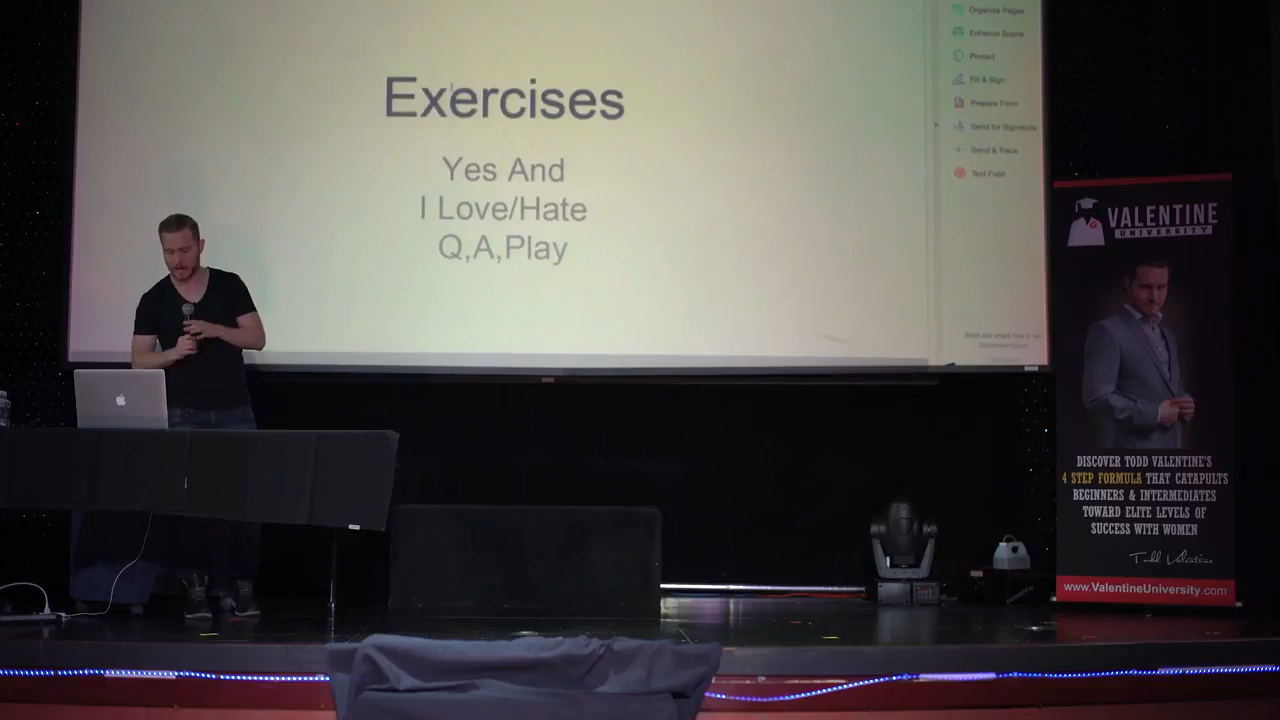 Exercises
Yes And
I Love/Hate
Q,A,Play
Organize Pages
Enhance Scans
Protect
Fill & Sign
Prepare Form
Send for Signature
Send & Track
Text Field
VALENTINE
UNIVERSITY
DISCOVER TODD VALENTINE'S
4 STEP FORMULA THAT CATAPULTS
BEGINNERS & INTERMEDIATES
TOWARD ELITE LEVELS OF
SUCCESS WITH WOMEN
Todd Valentine
www.ValentineUniversity.com